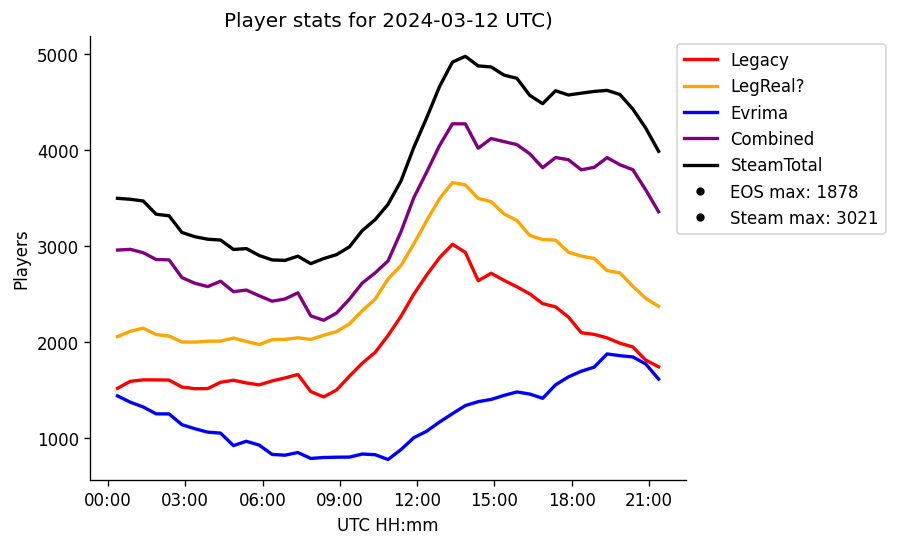 Player stats for 2024-03-12 UTC)
5000
4000
3000
2000
1000
Players
00:00 03:00 06:00 09:00 12:00 15:00 18:00 21:00
UTC HH:mm
Legacy
LegReal?
Evrima
Combined
SteamTotal
EOS max: 1878
Steam max: 3021